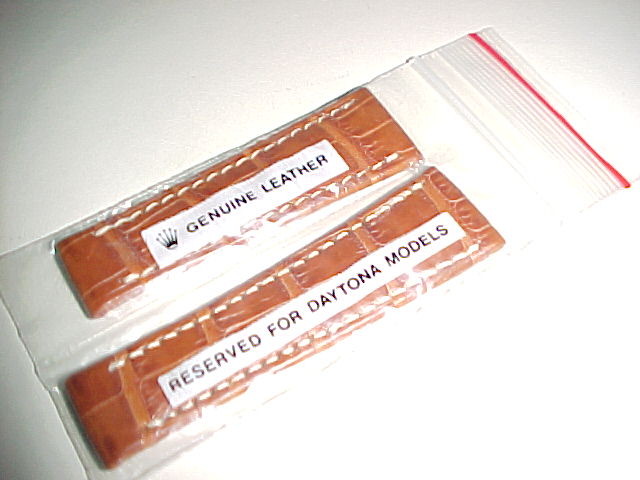 GENUINE LEATHER
RESERVED FOR DAYTONA MODELS